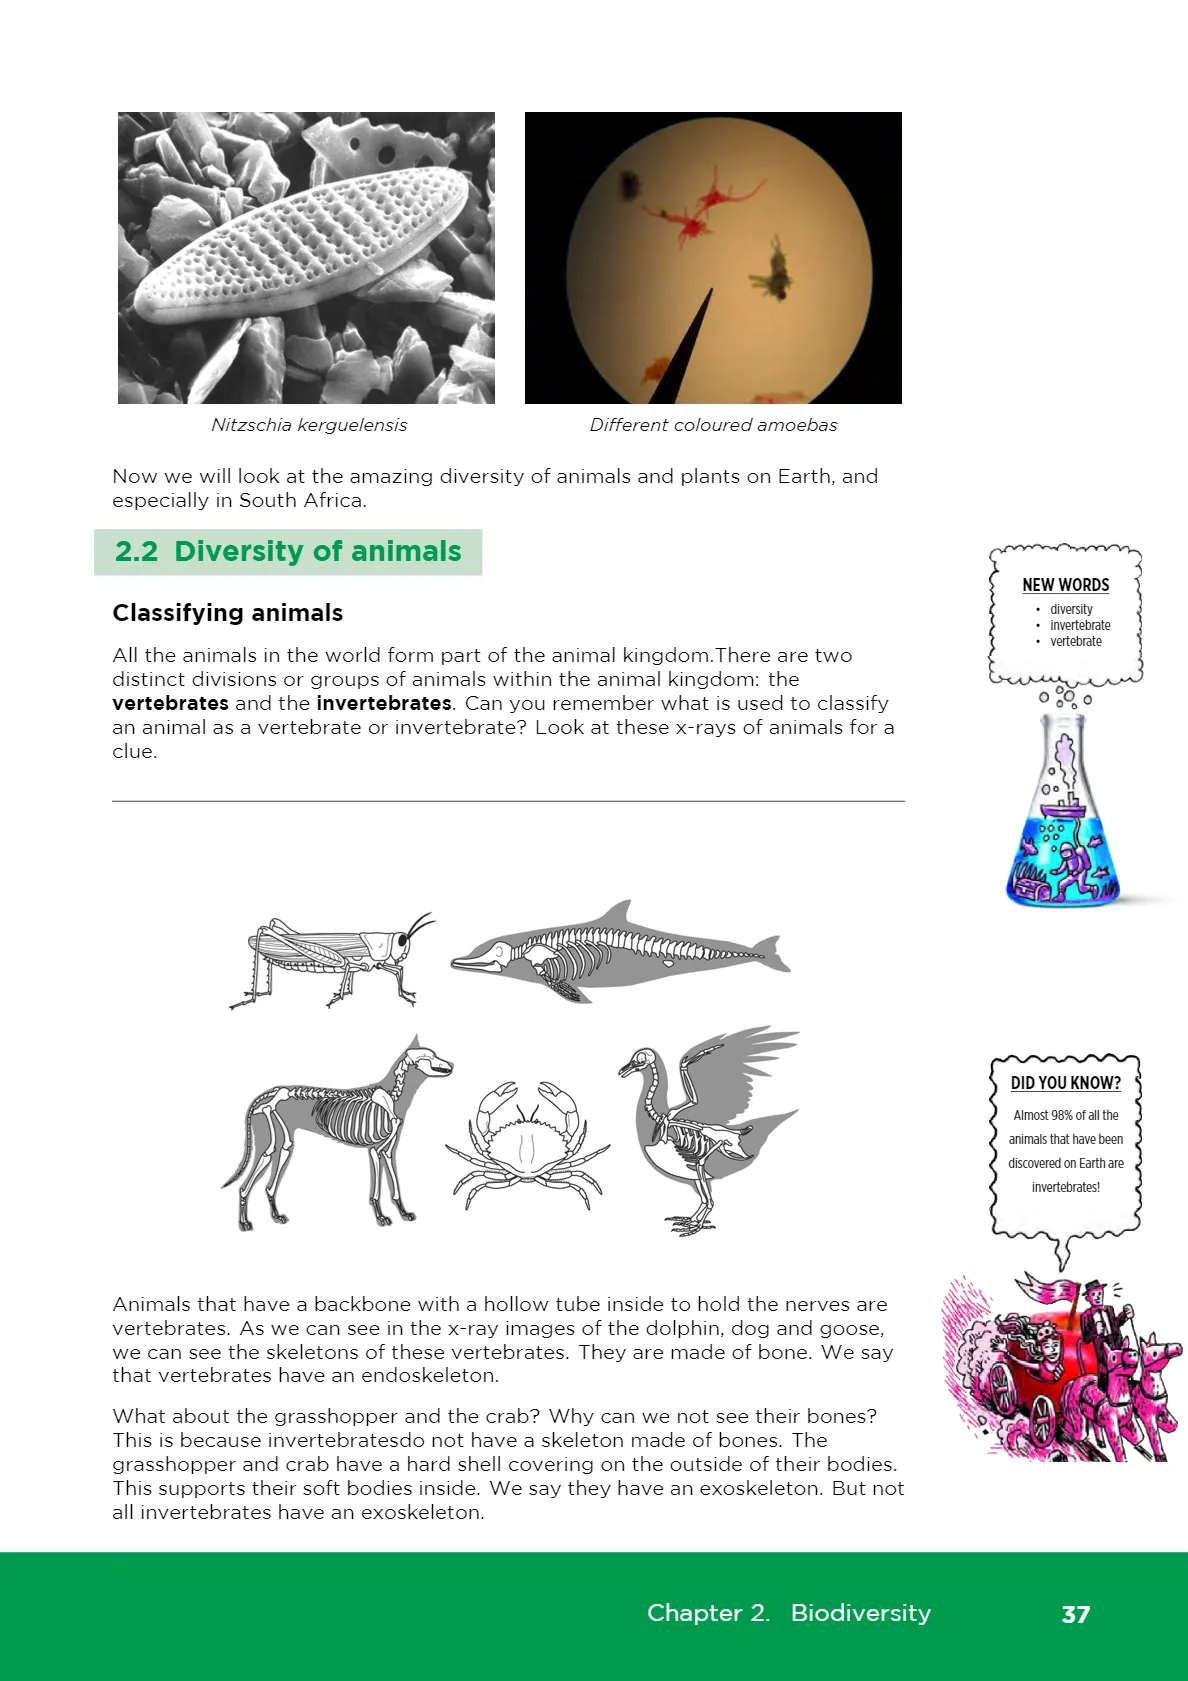 Nitzschia kerguelensis
Different coloured amoebas
Now we will look at the amazing diversity of animals and plants on Earth, and
especially in South Africa.
2.2 Diversity of animals
Classifying animals
All the animals in the world form part of the animal kingdom.There are two
distinct divisions or groups of animals within the animal kingdom: the
vertebrates and the invertebrates. Can you remember what is used to classify
an animal as a vertebrate or invertebrate? Look at these x-rays of animals for a
clue.
NEW WORDS
• diversity
• invertebrate
• vertebrate
DID YOU KNOW?
Almost 98% of all the
animals that have been
discovered on Earth are
invertebrates!
Animals that have a backbone with a hollow tube inside to hold the nerves are
vertebrates. As we can see in the x-ray images of the dolphin, dog and goose,
we can see the skeletons of these vertebrates. They are made of bone. We say
that vertebrates have an endoskeleton.
What about the grasshopper and the crab? Why can we not see their bones?
This is because invertebratesdo not have a skeleton made of bones. The
grasshopper and crab have a hard shell covering on the outside of their bodies.
This supports their soft bodies inside. We say they have an exoskeleton. But not
all invertebrates have an exoskeleton.
Chapter 2. Biodiversity 37